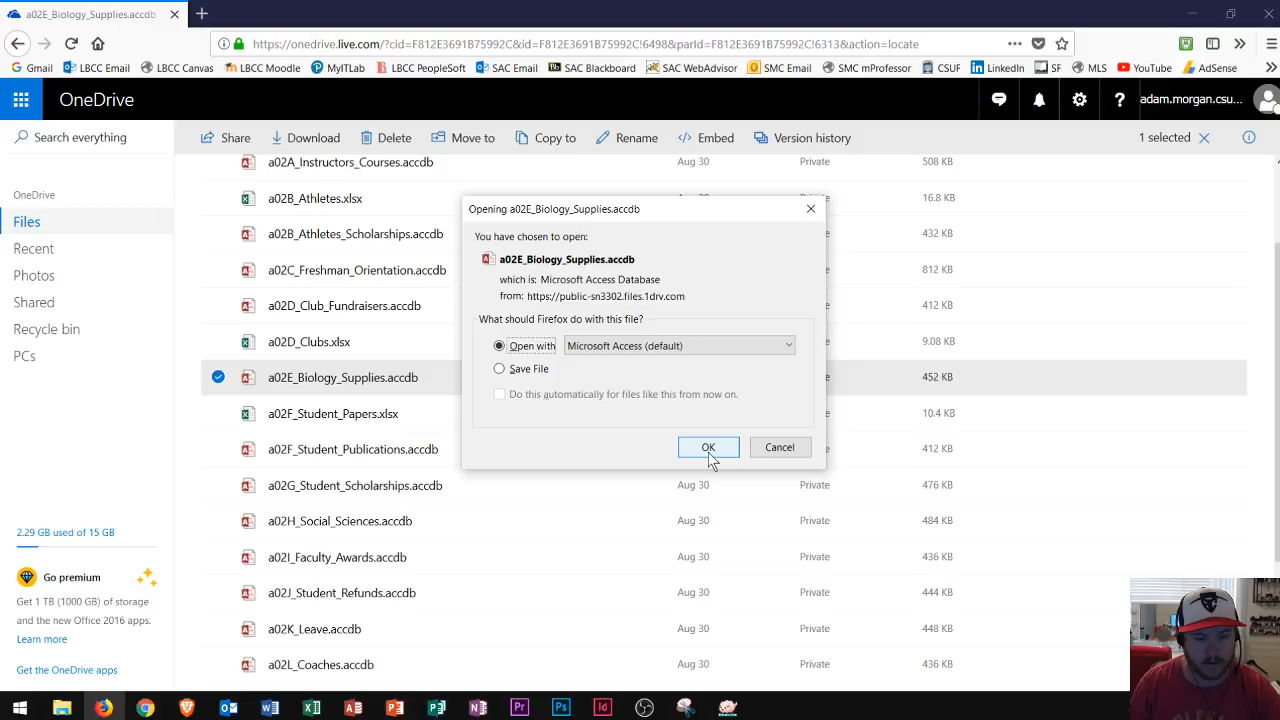 a02E_Biology_Supplies.accdb
https://onedrive.live.com/?cid=F812E3691B75992C&id=F812E3691B75992C!6498&parId=F812E3691B75992C!6313&action=locate
Gmail LBCC Email LBCC Canvas LBCC Moodle MyITLab LBCC PeopleSoft SAC Email SAC Blackboard SAC WebAdvisor SMC Email SMC mProfessor CSUF LinkedIn SF MLS YouTube AdSense
OneDrive
adam.morgan.csu...
Search everything
Share Download Delete Move to Copy to Rename Embed Version history 1 selected
OneDrive
Files
Recent
Photos
Shared
Recycle bin
PCs
2.29 GB used of 15 GB
Go premium
Get 1 TB (1000 GB) of storage
and the new Office 2016 apps.
Learn more
Get the OneDrive apps
a02A_Instructors_Courses.accdb Aug 30 Private 508 KB
a02B_Athletes.xlsx 16.8 KB
a02B_Athletes_Scholarships.accdb 432 KB
a02C_Freshman_Orientation.accdb 812 KB
a02D_Club_Fundraisers.accdb 412 KB
a02D_Clubs.xlsx 9.08 KB
a02E_Biology_Supplies.accdb 452 KB
a02F_Student_Papers.xlsx 10.4 KB
a02F_Student_Publications.accdb 412 KB
a02G_Student_Scholarships.accdb Aug 30 Private 476 KB
a02H_Social_Sciences.accdb Aug 30 Private 484 KB
a02I_Faculty_Awards.accdb Aug 30 Private 436 KB
a02J_Student_Refunds.accdb Aug 30 Private 444 KB
a02K_Leave.accdb Aug 30 Private 448 KB
a02L_Coaches.accdb Aug 30 Private 436 KB
Opening a02E_Biology_Supplies.accdb
You have chosen to open:
a02E_Biology_Supplies.accdb
which is: Microsoft Access Database
from: https://public-sn3302.files.1drv.com
What should Firefox do with this file?
Open with Microsoft Access (default)
Save File
Do this automatically for files like this from now on.
OK Cancel